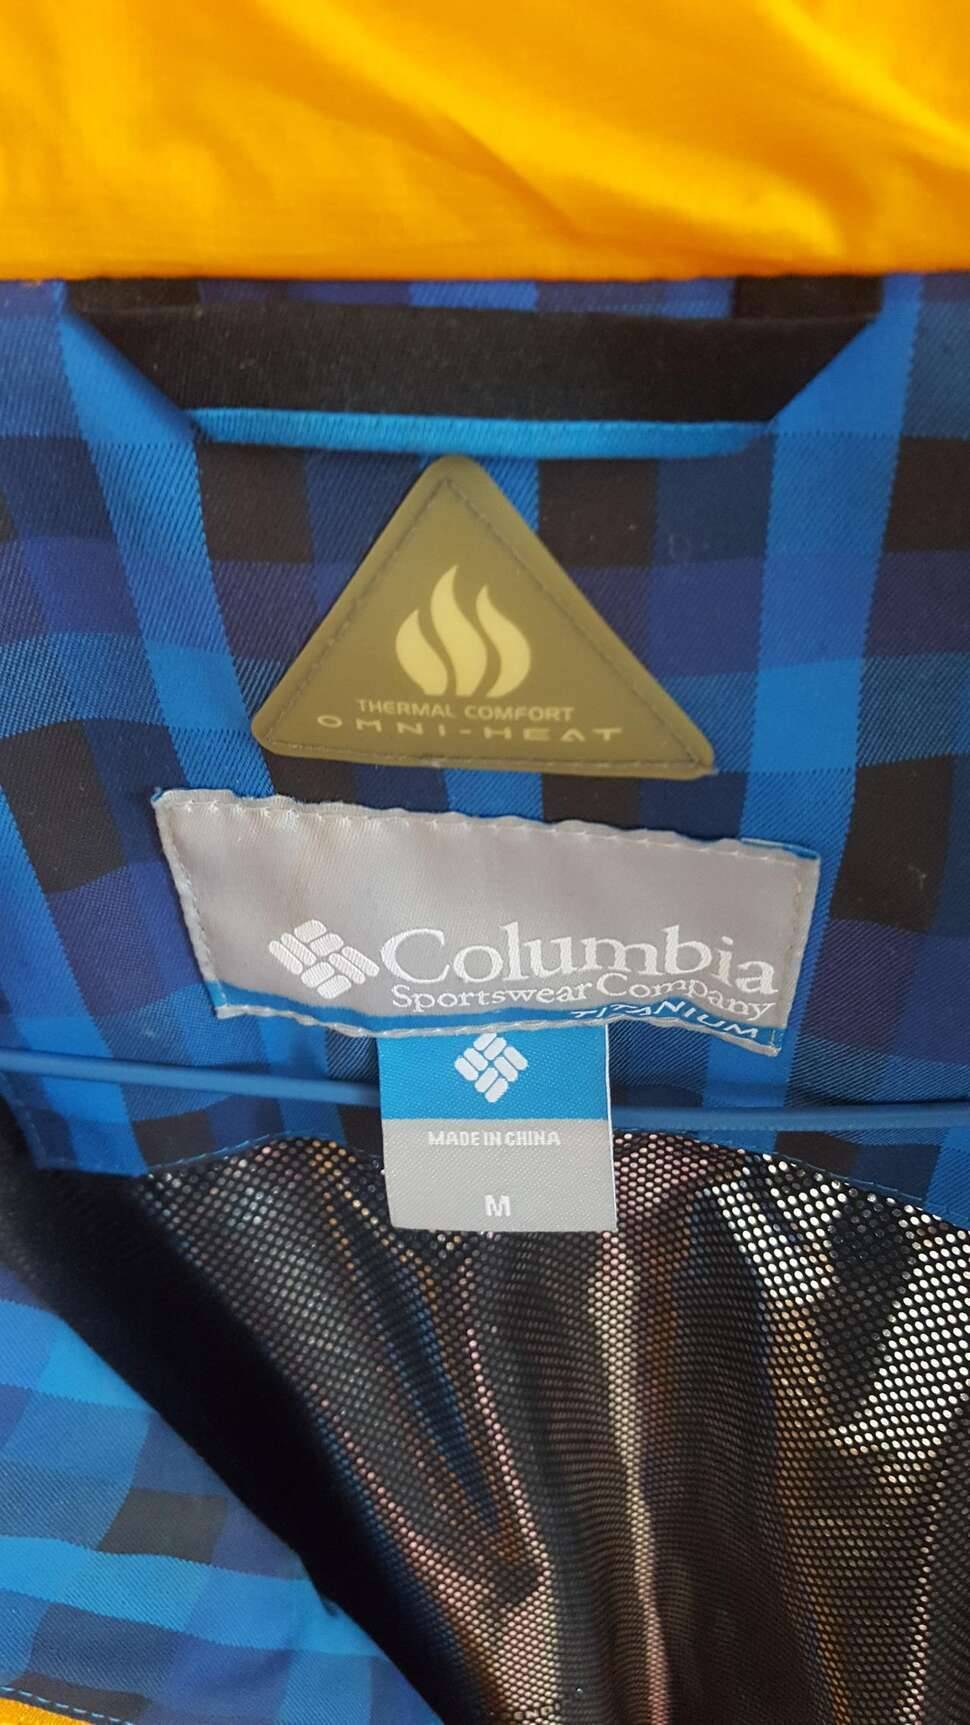 THERMAL COMFORT
OMNI-HEAT
Columbia
Sportswear Company
TITANIUM
MADE IN CHINA
M